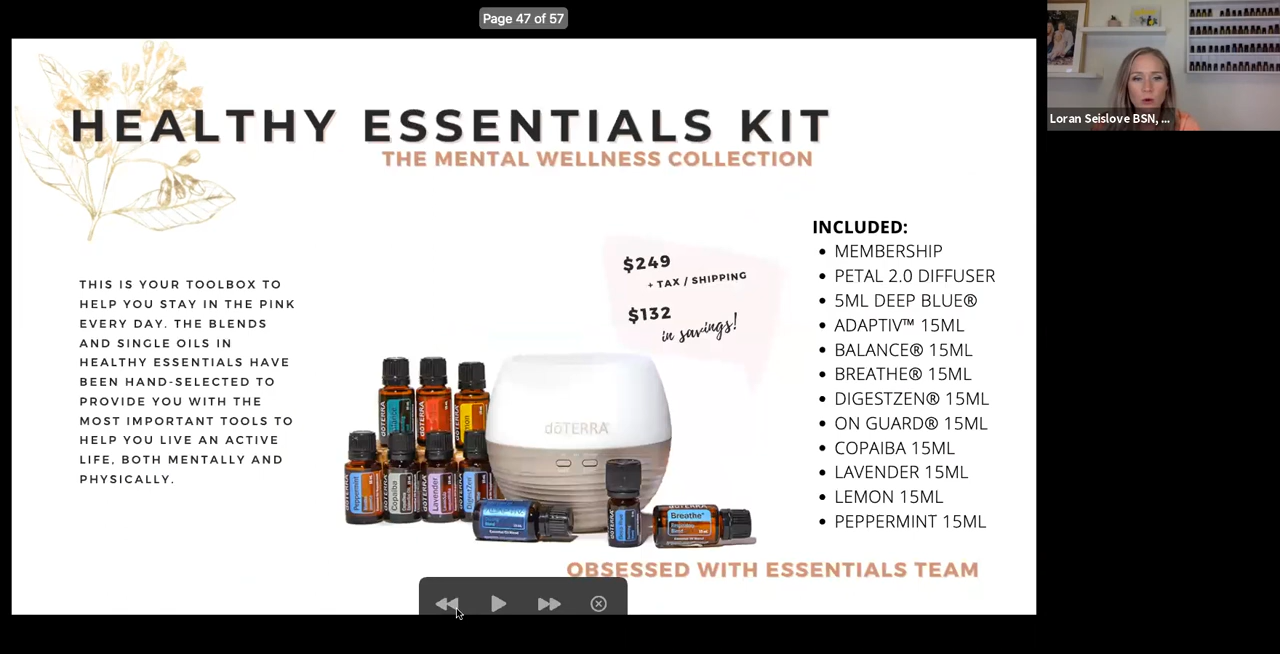 Page 47 of 57
Loran Seislove BSN, ...
HEALTHY ESSENTIALS KIT
THE MENTAL WELLNESS COLLECTION
THIS IS YOUR TOOLBOX TO
HELP YOU STAY IN THE PINK
EVERY DAY. THE BLENDS
AND SINGLE OILS IN
HEALTHY ESSENTIALS HAVE
BEEN HAND-SELECTED TO
PROVIDE YOU WITH THE
MOST IMPORTANT TOOLS TO
HELP YOU LIVE AN ACTIVE
LIFE, BOTH MENTALLY AND
PHYSICALLY.
$249
+ TAX / SHIPPING
$132
in savings!
dōTERRA
Peppermint
Copaiba
Lavender
DigestZen
Breathe
INCLUDED:
• MEMBERSHIP
• PETAL 2.0 DIFFUSER
• 5ML DEEP BLUE®
• ADAPTIV™ 15ML
• BALANCE® 15ML
• BREATHE® 15ML
• DIGESTZEN® 15ML
• ON GUARD® 15ML
• COPAIBA 15ML
• LAVENDER 15ML
• LEMON 15ML
• PEPPERMINT 15ML
OBSESSED WITH ESSENTIALS TEAM